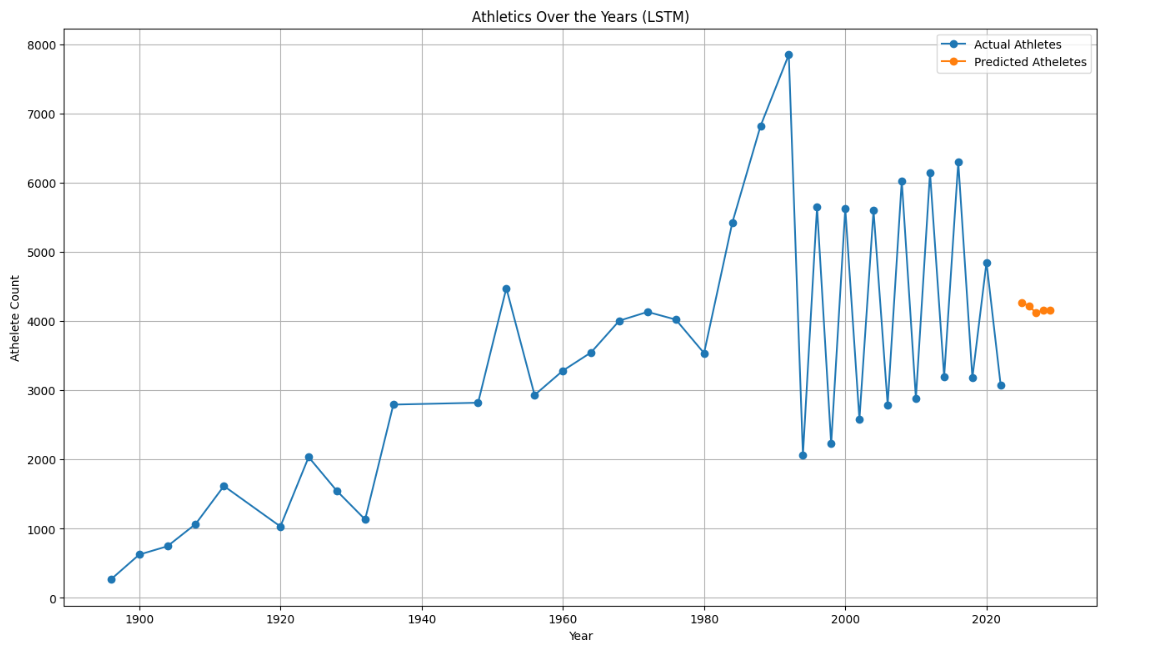 Athletics Over the Years (LSTM)
Actual Athletes
Predicted Atheletes
8000
7000
6000
5000
4000
3000
2000
1000
0
Athelete Count
1900 1920 1940 1960 1980 2000 2020
Year